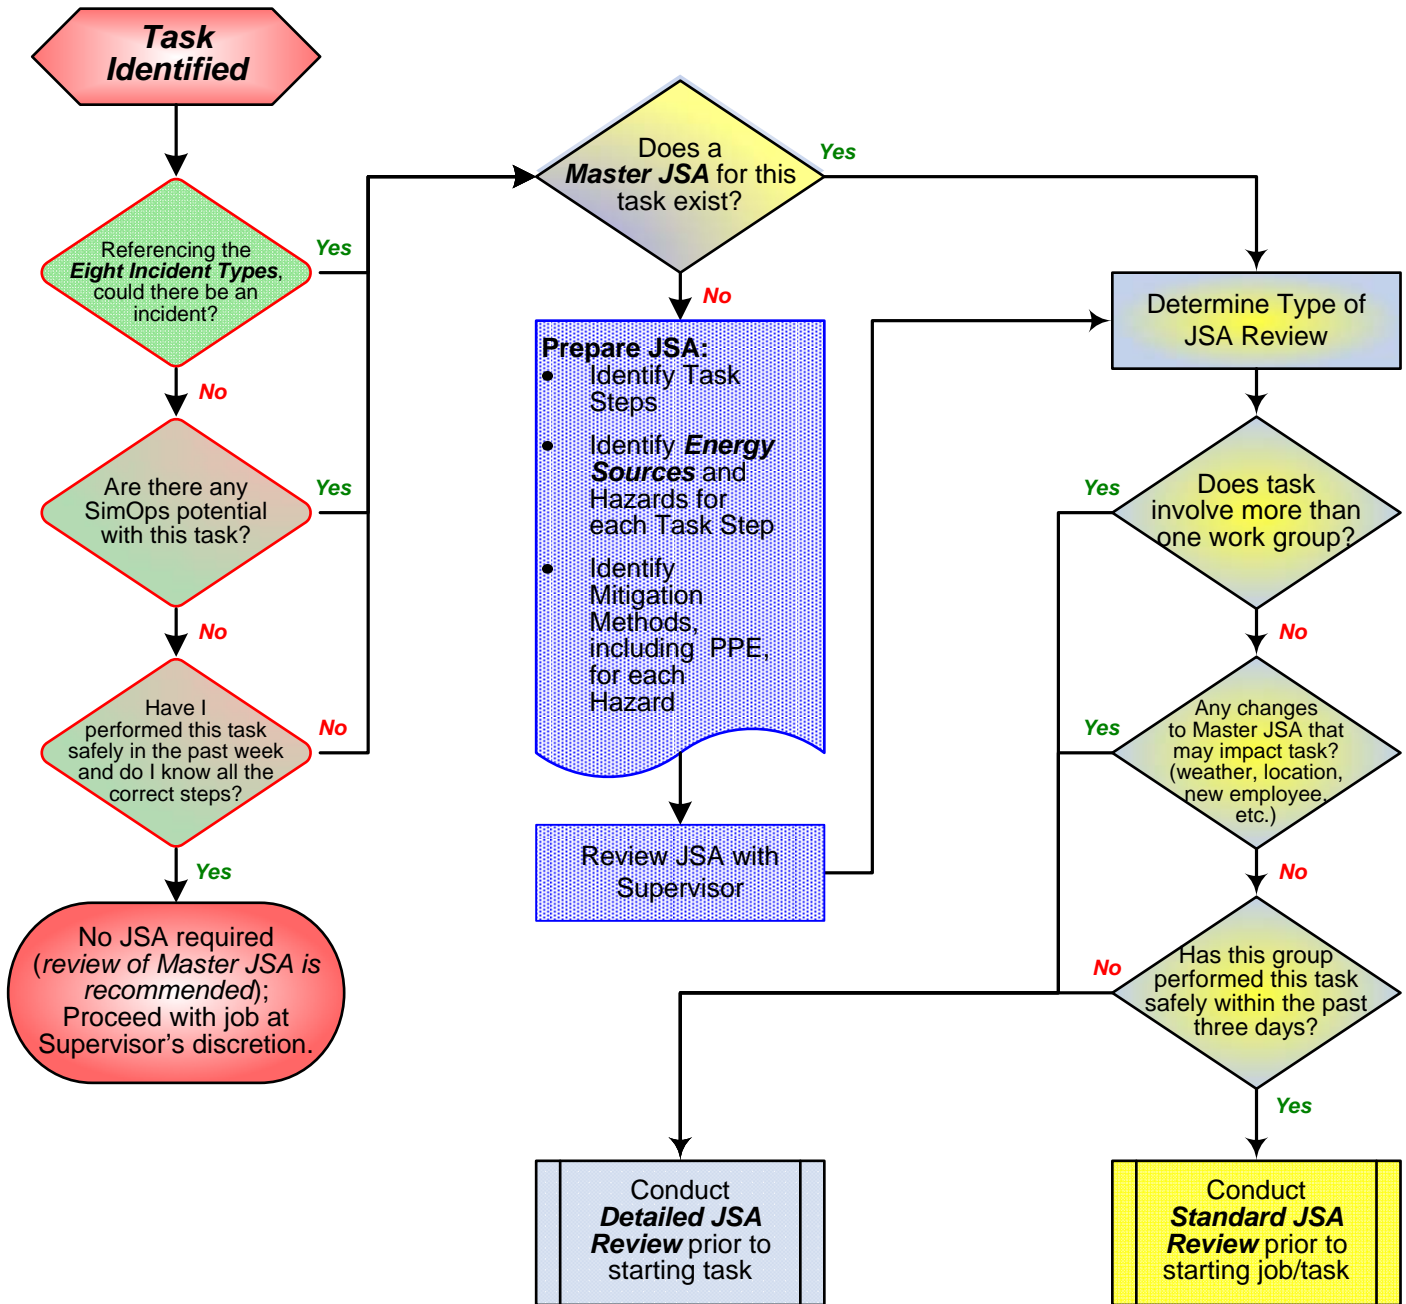 Task
Identified
Referencing the
Eight Incident Types,
could there be an
incident?
Yes
No
Are there any
SimOps potential
with this task?
Yes
No
Have I
performed this task
safely in the past week
and do I know all the
correct steps?
No
Yes
No JSA required
(review of Master JSA is
recommended);
Proceed with job at
Supervisor's discretion.
Does a
Master JSA for this
task exist?
Yes
No
Prepare JSA:
• Identify Task
Steps
• Identify Energy
Sources and
Hazards for
each Task Step
• Identify
Mitigation
Methods,
including PPE,
for each
Hazard
Review JSA with
Supervisor
Determine Type of
JSA Review
Does task
involve more than
one work group?
Yes
No
Any changes
to Master JSA that
may impact task?
(weather, location,
new employee,
etc.)
Yes
No
Has this group
performed this task
safely within the past
three days?
No
Yes
Conduct
Detailed JSA
Review prior to
starting task
Conduct
Standard JSA
Review prior to
starting job/task